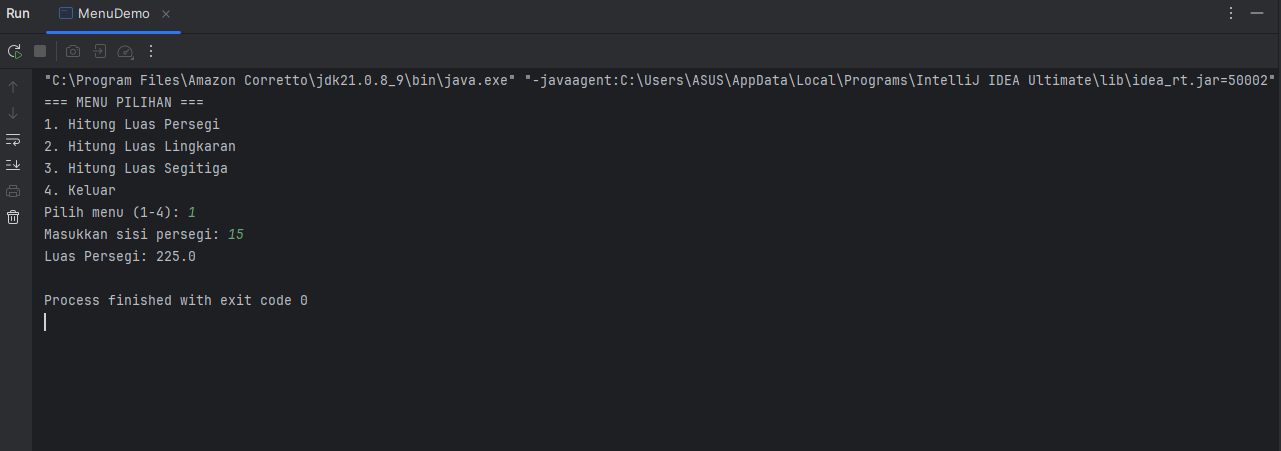 Run MenuDemo
"C:\Program Files\Amazon Corretto\jdk21.0.8_9\bin\java.exe" "-javaagent:C:\Users\ASUS\AppData\Local\Programs\IntelliJ IDEA Ultimate\lib\idea_rt.jar=50002"
=== MENU PILIHAN ===
1. Hitung Luas Persegi
2. Hitung Luas Lingkaran
3. Hitung Luas Segitiga
4. Keluar
Pilih menu (1-4): 1
Masukkan sisi persegi: 15
Luas Persegi: 225.0
Process finished with exit code 0